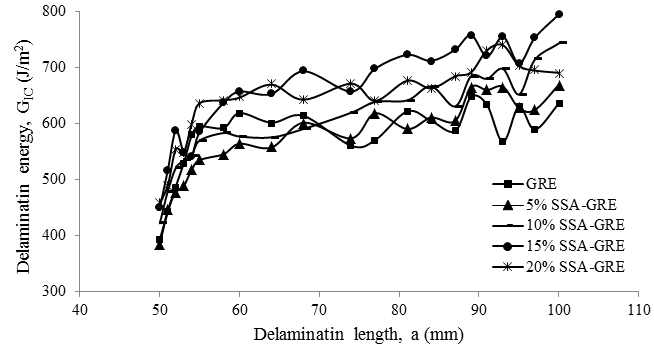 800
700
600
500
400
300
Delaminatin energy, GIC (J/m2)
GRE
5% SSA-GRE
10% SSA-GRE
15% SSA-GRE
20% SSA-GRE
40 50 60 70 80 90 100 110
Delaminatin length, a (mm)